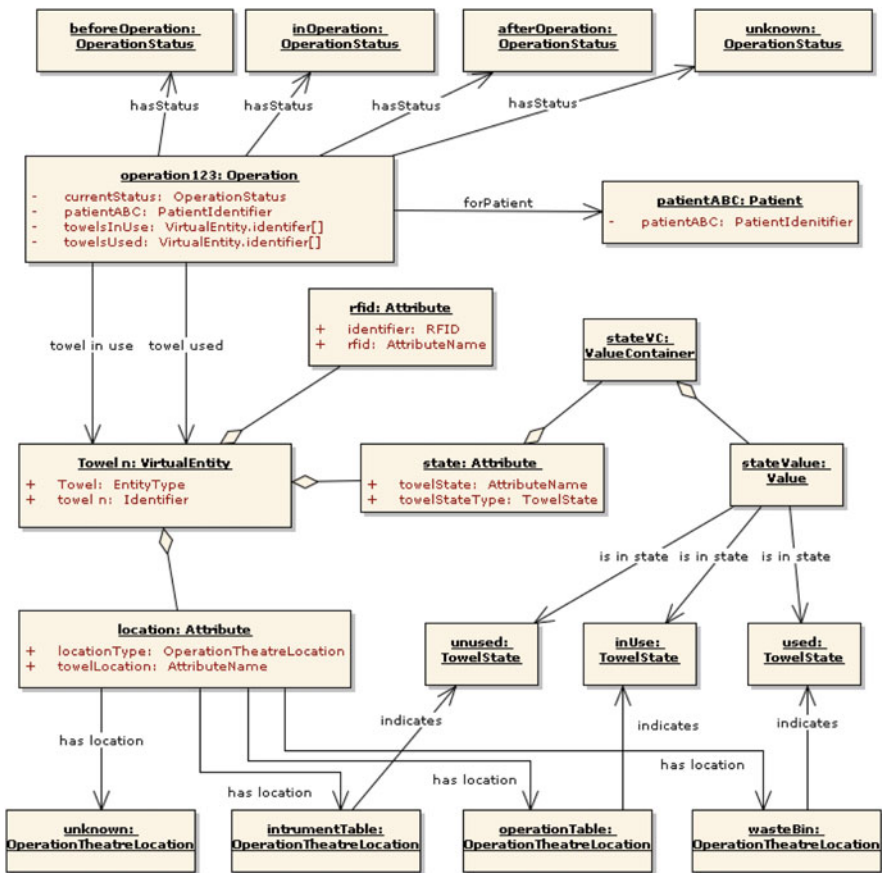 beforeOperation:
OperationStatus
inOperation:
OperationStatus
afterOperation:
OperationStatus
unknown:
OperationStatus
hasStatus
hasStatus
hasStatus
hasStatus
operation123: Operation
- currentStatus: OperationStatus
- patientABC: PatientIdentifier
- towelsInUse: VirtualEntity.identifer[]
- towelsUsed: VirtualEntity.identifier[]
forPatient
patientABC: Patient
- patientABC: PatientIdenitifier
towel in use
towel used
rfid: Attribute
+ identifier: RFID
+ rfid: AttributeName
stateVC:
ValueContainer
Towel n: VirtualEntity
+ Towel: EntityType
+ towel n: Identifier
state: Attribute
+ towelState: AttributeName
+ towelStateType: TowelState
stateValue:
Value
is in state
is in state
is in state
location: Attribute
+ locationType: OperationTheatreLocation
+ towelLocation: AttributeName
unused:
TowelState
inUse:
TowelState
used:
TowelState
indicates
indicates
indicates
has location
has location
has location
has location
unknown:
OperationTheatreLocation
intrumentTable:
OperationTheatreLocation
operationTable:
OperationTheatreLocation
wasteBin:
OperationTheatreLocation